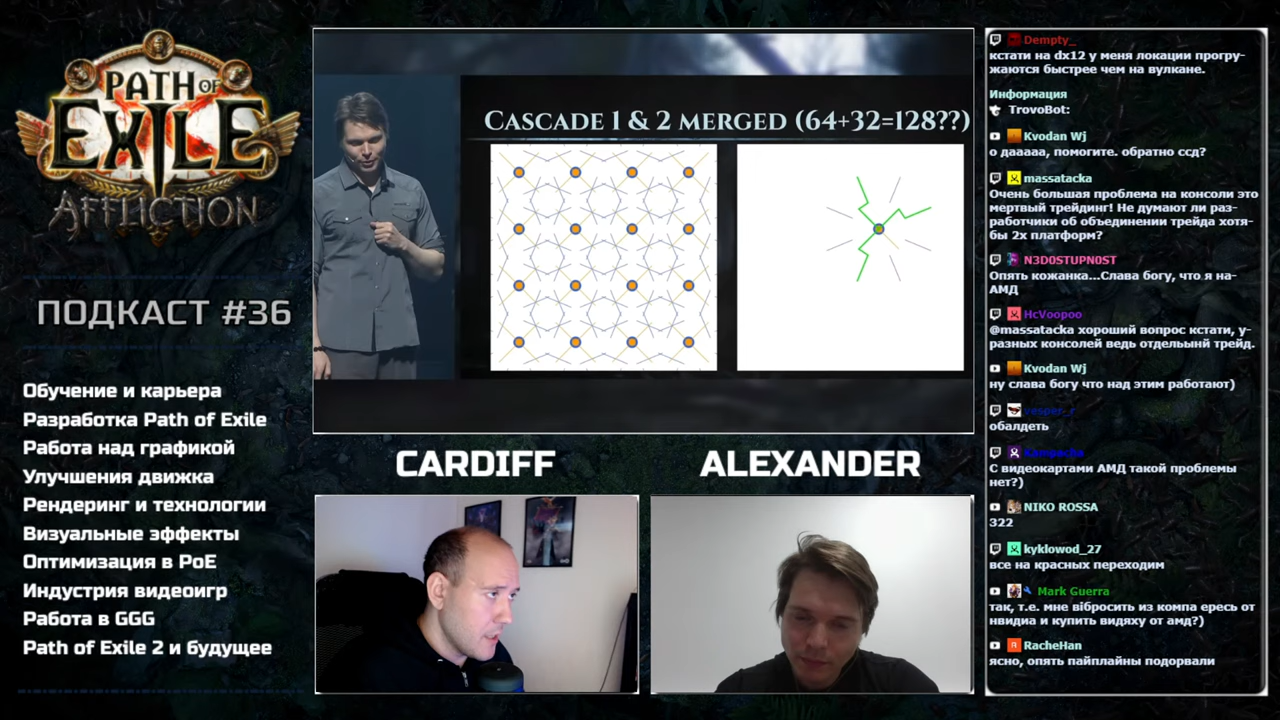 PATH OF
EXILE
AFFLICTION
ПОДКАСТ #36
Обучение и карьера
Разработка Path of Exile
Работа над графикой
Улучшения движка
Рендеринг и технологии
Визуальные эффекты
Оптимизация в PoE
Индустрия видеоигр
Работа в GGG
Path of Exile 2 и будущее
CASCADE 1 & 2 MERGED (64+32=128??)
CARDIFF
ALEXANDER
Dempty_
кстати на dx12 у меня локации прогру-
жаются быстрее чем на вулкане.
Информация
TrovoBot:
Kvodan Wj
о дааааа, помогите. обратно ссд?
massatacka
Очень большая проблема на консоли это
мертвый трейдинг! Не думают ли раз-
работчики об объединении трейда хотя-
бы 2х платформ?
N3D0STUPN0ST
Опять кожанка...Слава богу, что я на-
АМД
HcVoopoo
@massatacka хороший вопрос кстати, у-
разных консолей ведь отдельынй трейд.
Kvodan Wj
ну слава богу что над этим работают)
vesper_r
обалдеть
С видеокартами АМД такой проблемы
нет?)
NIKO ROSSA
322
kyklowod_27
все на красных переходим
Mark Guerra
так, т.е. мне вібросить из компа ересь от
нвидиа и купить видяху от амд?)
RacheHan
ясно, опять пайплайны подорвали